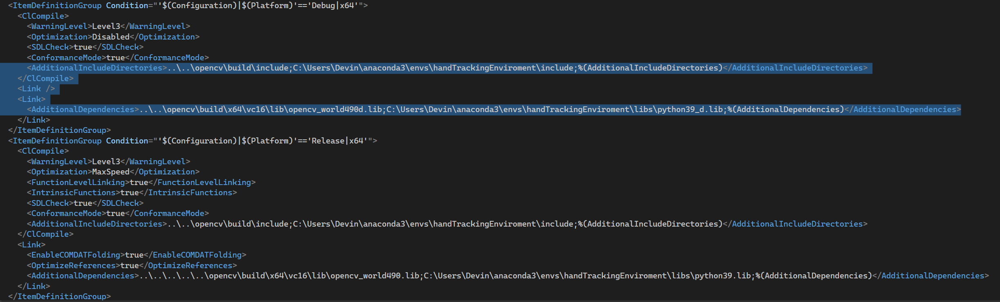 <ItemDefinitionGroup Condition="'$(Configuration)|$(Platform)'=='Debug|x64'">
<ClCompile>
<WarningLevel>Level3</WarningLevel>
<Optimization>Disabled</Optimization>
<SDLCheck>true</SDLCheck>
<ConformanceMode>true</ConformanceMode>
<AdditionalIncludeDirectories>..\..\opencv\build\include;C:\Users\Devin\anaconda3\envs\handTrackingEnviroment\include;%(AdditionalIncludeDirectories)</AdditionalIncludeDirectories>
</ClCompile>
<Link />
<Link>
<AdditionalDependencies>..\..\opencv\build\x64\vc16\lib\opencv_world490d.lib;C:\Users\Devin\anaconda3\envs\handTrackingEnviroment\libs\python39_d.lib;%(AdditionalDependencies)</AdditionalDependencies>
</Link>
</ItemDefinitionGroup>
<ItemDefinitionGroup Condition="'$(Configuration)|$(Platform)'=='Release|x64'">
<ClCompile>
<WarningLevel>Level3</WarningLevel>
<Optimization>MaxSpeed</Optimization>
<FunctionLevelLinking>true</FunctionLevelLinking>
<IntrinsicFunctions>true</IntrinsicFunctions>
<SDLCheck>true</SDLCheck>
<ConformanceMode>true</ConformanceMode>
<AdditionalIncludeDirectories>..\..\opencv\build\include;C:\Users\Devin\anaconda3\envs\handTrackingEnviroment\include;%(AdditionalIncludeDirectories)</AdditionalIncludeDirectories>
</ClCompile>
<Link>
<EnableCOMDATFolding>true</EnableCOMDATFolding>
<OptimizeReferences>true</OptimizeReferences>
<AdditionalDependencies>..\..\..\..\..\opencv\build\x64\vc16\lib\opencv_world490.lib;C:\Users\Devin\anaconda3\envs\handTrackingEnviroment\libs\python39.lib;%(AdditionalDependencies)</AdditionalDependencies>
</Link>
</ItemDefinitionGroup>